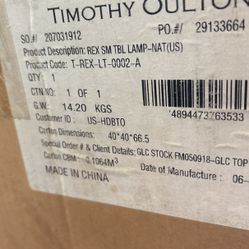 TIMOTHY OULTON
SO.# 207031912 PO.#/ 29133664
Product Description: REX SM TBL LAMP-NAT(US)
Product Code: T-REX-LT-0002-A
QTY : 1
CTN NO. : 1 OF 1
G.W. : 14.20 KGS
Customer ID : US-HDBTO
4894473763533
Carton Dimensions: 40*40*66.5
Special Order # & Client Details: GLC STOCK FM050918-GLC TOP
Carton CBM : 0.1064M³ Date of Manufacture : 06-
MADE IN CHINA